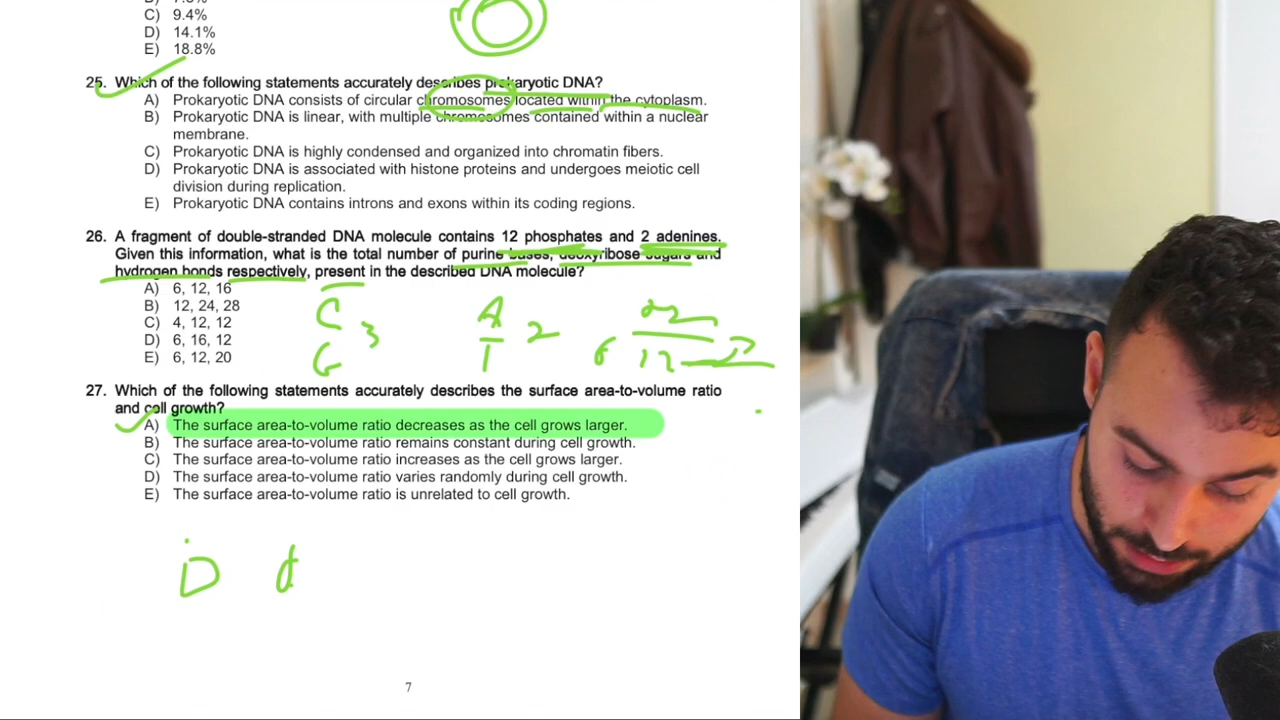 C) 9.4%
D) 14.1%
E) 18.8%
25. Which of the following statements accurately describes prokaryotic DNA?
A) Prokaryotic DNA consists of circular chromosomes located within the cytoplasm.
B) Prokaryotic DNA is linear, with multiple chromosomes contained within a nuclear
membrane.
C) Prokaryotic DNA is highly condensed and organized into chromatin fibers.
D) Prokaryotic DNA is associated with histone proteins and undergoes meiotic cell
division during replication.
E) Prokaryotic DNA contains introns and exons within its coding regions.
26. A fragment of double-stranded DNA molecule contains 12 phosphates and 2 adenines.
Given this information, what is the total number of purine bases, deoxyribose sugars and
hydrogen bonds respectively, present in the described DNA molecule?
A) 6, 12, 16
B) 12, 24, 28
C) 4, 12, 12
D) 6, 16, 12
E) 6, 12, 20
C
G 3
A
T 2
6 12
27. Which of the following statements accurately describes the surface area-to-volume ratio
and cell growth?
A) The surface area-to-volume ratio decreases as the cell grows larger.
B) The surface area-to-volume ratio remains constant during cell growth.
C) The surface area-to-volume ratio increases as the cell grows larger.
D) The surface area-to-volume ratio varies randomly during cell growth.
E) The surface area-to-volume ratio is unrelated to cell growth.
D
7